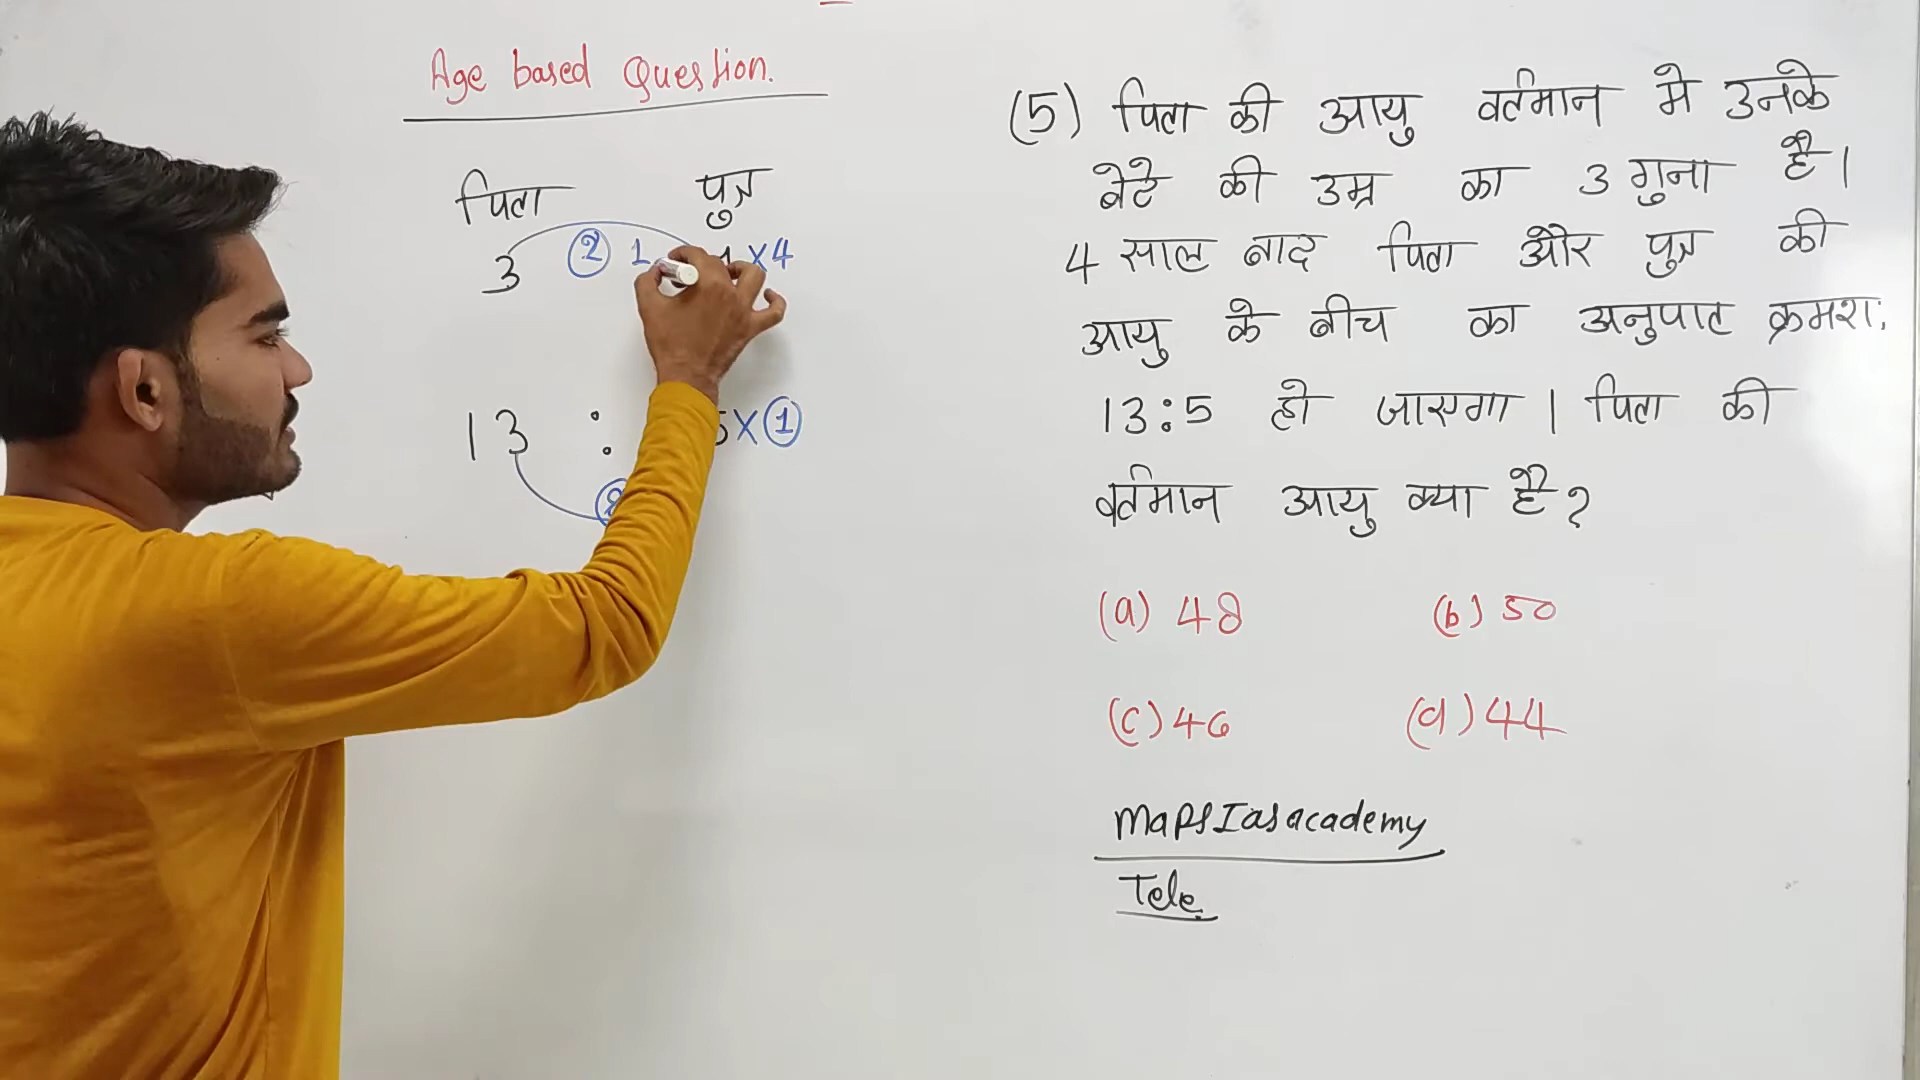 Age based Question.
पिता पुत्र
3 2 1 ×4
13 : 5×1
(5) पिता की आयु वर्तमान मे उनके
बेटे की उम्र का 3 गुना है।
4 साल बाद पिता और पुत्र की
आयु के बीच का अनुपात क्रमश:
13:5 हो जाएगा। पिता की
वर्तमान आयु क्या है?
(a) 48 (b) 50
(c) 46 (d) 44
MapsIasacademy
Tele.